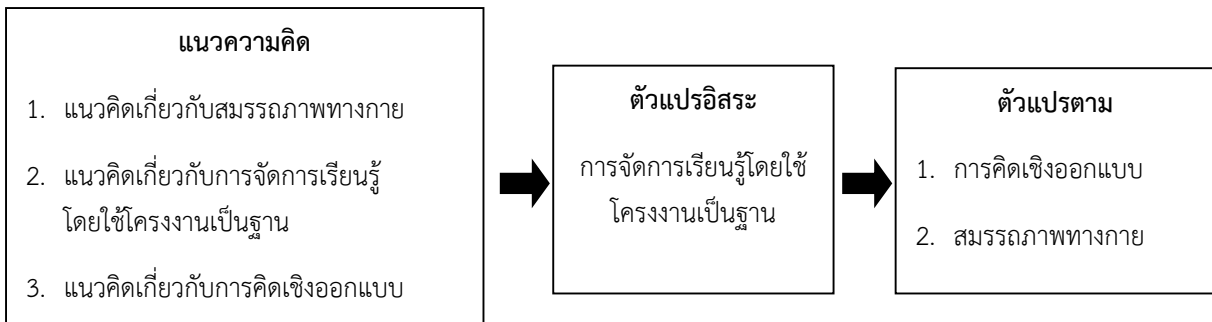 แนวความคิด
1. แนวคิดเกี่ยวกับสมรรถภาพทางกาย
2. แนวคิดเกี่ยวกับการจัดการเรียนรู้
โดยใช้โครงงานเป็นฐาน
3. แนวคิดเกี่ยวกับการคิดเชิงออกแบบ
ตัวแปรอิสระ
การจัดการเรียนรู้โดยใช้
โครงงานเป็นฐาน
ตัวแปรตาม
1. การคิดเชิงออกแบบ
2. สมรรถภาพทางกาย